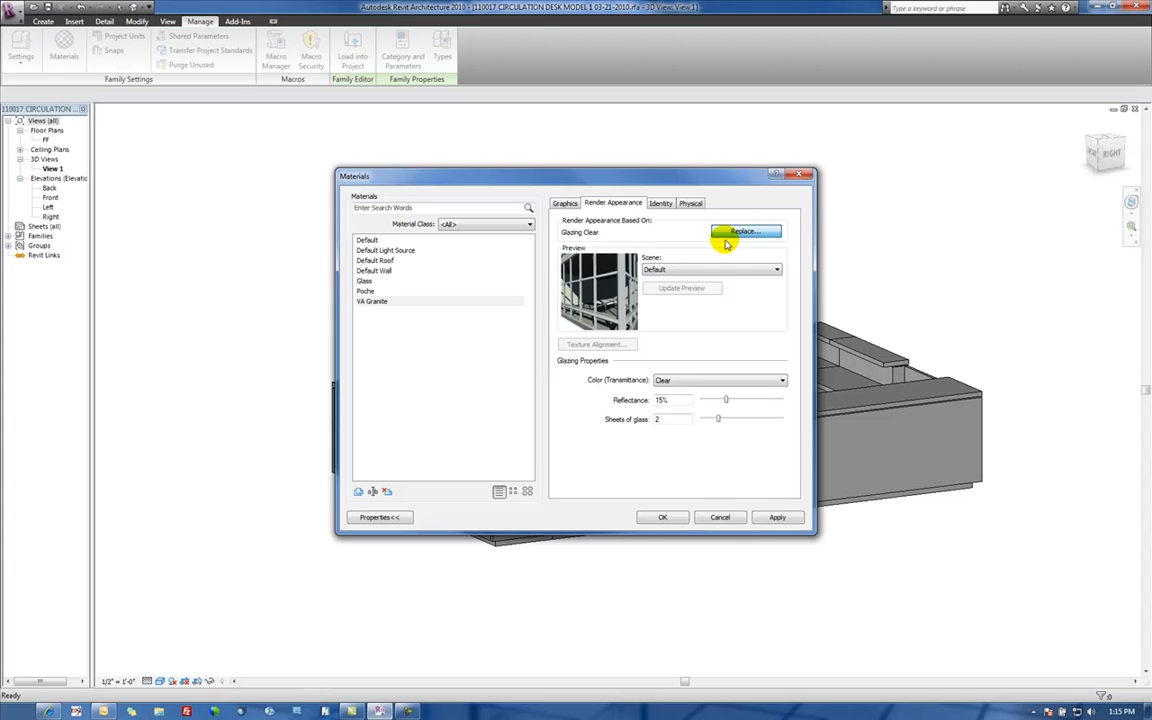 Autodesk Revit Architecture 2010 - [110017 CIRCULATION DESK MODEL 1 03-21-2010.rfa - 3D View: View 1]
Type a keyword or phrase
Create Insert Detail Modify View Manage Add-Ins
Settings
Materials
Project Units
Snaps
Shared Parameters
Transfer Project Standards
Purge Unused
Macro Manager
Macro Security
Load into Project
Category and Parameters
Types
Family Settings
Macros
Family Editor
Family Properties
110017 CIRCULATION ...
Views (all)
Floor Plans
FF
Ceiling Plans
3D Views
View 1
Elevations (Elevatio
Back
Front
Left
Right
Sheets (all)
Families
Groups
Revit Links
RIGHT
Materials
Materials
Enter Search Words
Material Class: <All>
Default
Default Light Source
Default Roof
Default Wall
Glass
Poche
VA Granite
Properties<<
Graphics Render Appearance Identity Physical
Render Appearance Based On:
Glazing Clear
Replace...
Preview
Scene:
Default
Update Preview
Texture Alignment...
Glazing Properties
Color (Transmittance): Clear
Reflectance: 15%
Sheets of glass: 2
OK Cancel Apply
1/2" = 1'-0"
Ready
:0
1:15 PM